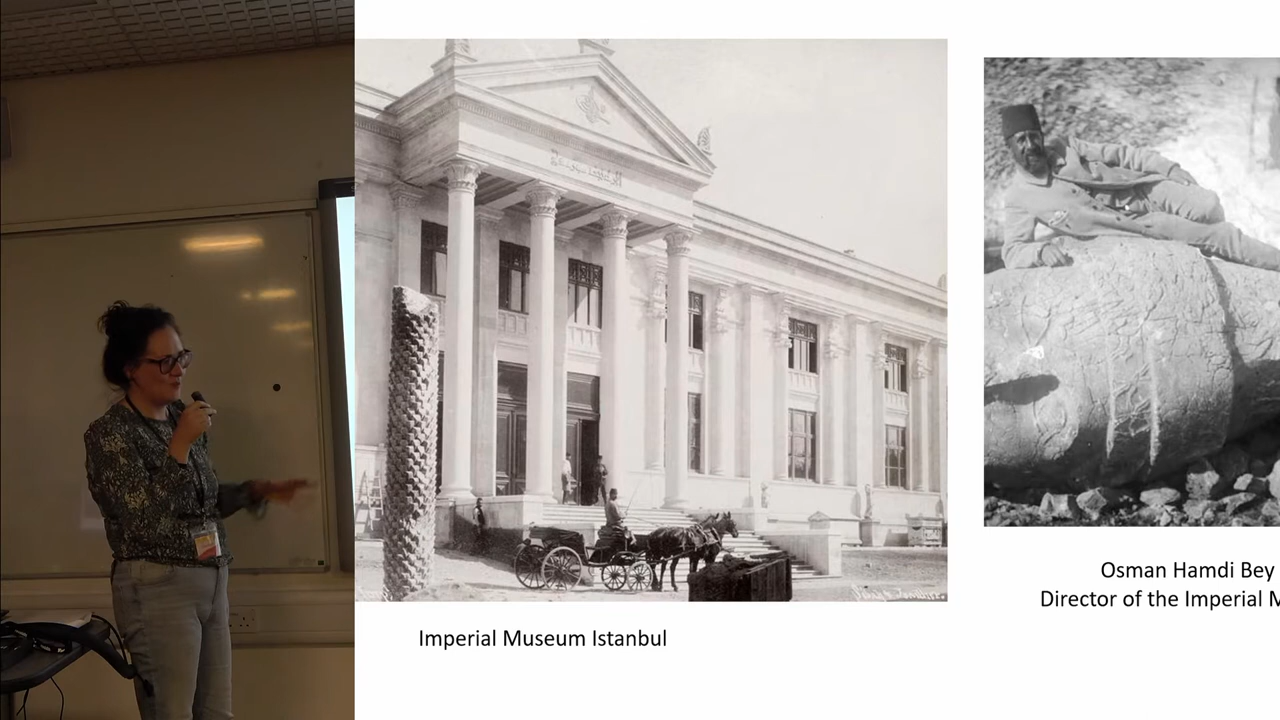 Imperial Museum Istanbul
Osman Hamdi Bey
Director of the Imperial M